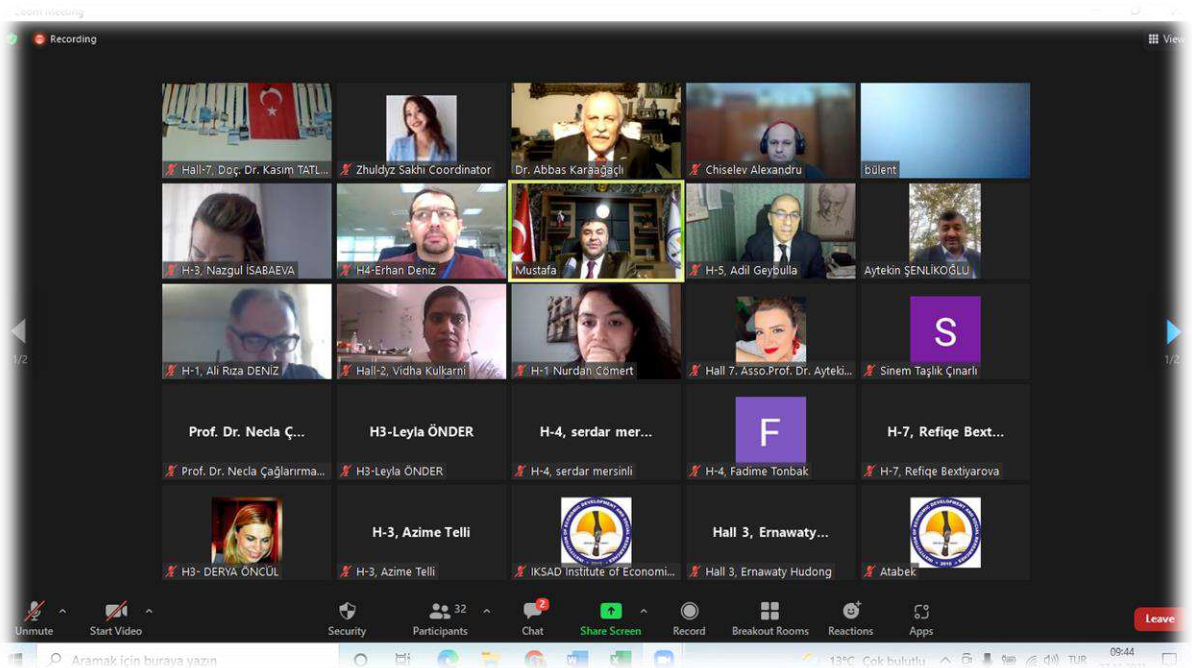 Zoom Meeting
Recording
View
Hall-7, Doç. Dr. Kasım TATL...
Zhuldyz Sakhı Coordinator
Dr. Abbas Karaağaçlı
Chiselev Alexandru
bülent
H-3, Nazgul İSABAEVA
H4-Erhan Deniz
Mustafa
H-5, Adil Geybulla
Aytekin ŞENLİKOĞLU
H-1, Ali Rıza DENİZ
Hall-2, Vidha Kulkarni
H-1 Nurdan Cömert
Hall 7. Asso.Prof. Dr. Ayteki...
S
Sinem Taşlık Çınarlı
1/2
1/2
Prof. Dr. Necla Ç...
H3-Leyla ÖNDER
H-4, serdar mer...
F
H-7, Refiqe Bext...
Prof. Dr. Necla Çağlarırma...
H3-Leyla ÖNDER
H-4, serdar mersinli
H-4, Fadime Tonbak
H-7, Refiqe Bextiyarova
H-3, Azime Telli
Hall 3, Ernawaty...
H3- DERYA ÖNCÜL
H-3, Azime Telli
IKSAD Institute of Economi...
Hall 3, Ernawaty Hudong
Atabek
32
2
Unmute
Start Video
Security
Participants
Chat
Share Screen
Record
Breakout Rooms
Reactions
Apps
Leave
Aramak için buraya yazın
13°C Çok bulutlu
TUR
09:44